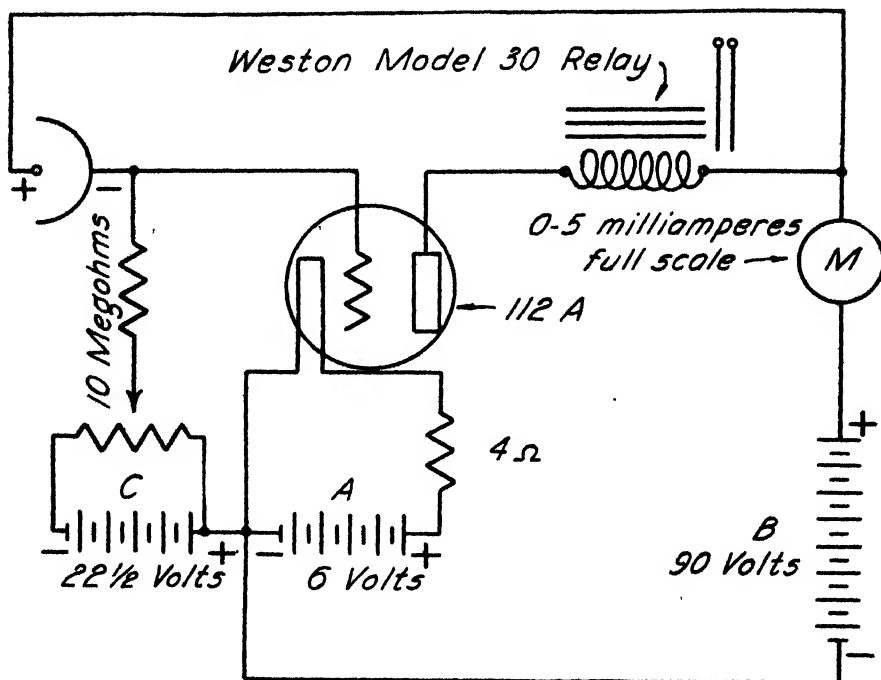 Weston Model 30 Relay
+
−
10 Megohms
0-5 milliamperes
full scale
M
112 A
4 Ω
C
A
− + − +
22½ Volts
6 Volts
+
B
90 Volts
−